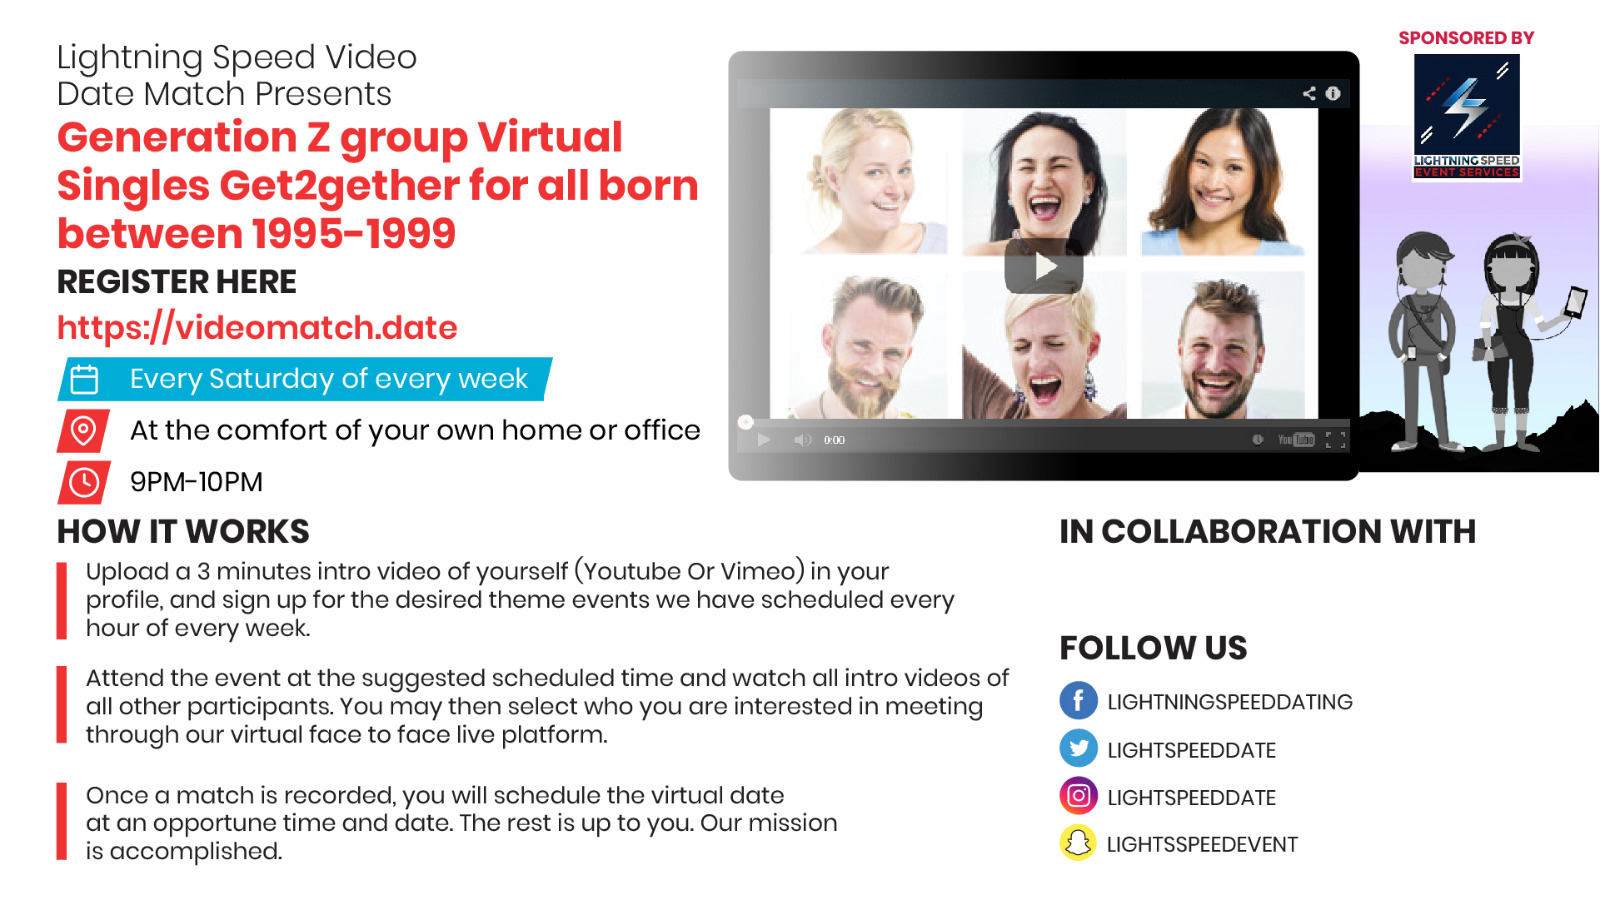 Lightning Speed Video
Date Match Presents
Generation Z group Virtual
Singles Get2gether for all born
between 1995-1999
REGISTER HERE
https://videomatch.date
Every Saturday of every week
At the comfort of your own home or office
9PM-10PM
0:00
YouTube
SPONSORED BY
LIGHTNING SPEED
EVENT SERVICES
HOW IT WORKS
Upload a 3 minutes intro video of yourself (Youtube Or Vimeo) in your
profile, and sign up for the desired theme events we have scheduled every
hour of every week.
Attend the event at the suggested scheduled time and watch all intro videos of
all other participants. You may then select who you are interested in meeting
through our virtual face to face live platform.
Once a match is recorded, you will schedule the virtual date
at an opportune time and date. The rest is up to you. Our mission
is accomplished.
IN COLLABORATION WITH
FOLLOW US
LIGHTNINGSPEEDDATING
LIGHTSPEEDDATE
LIGHTSPEEDDATE
LIGHTSSPEEDEVENT